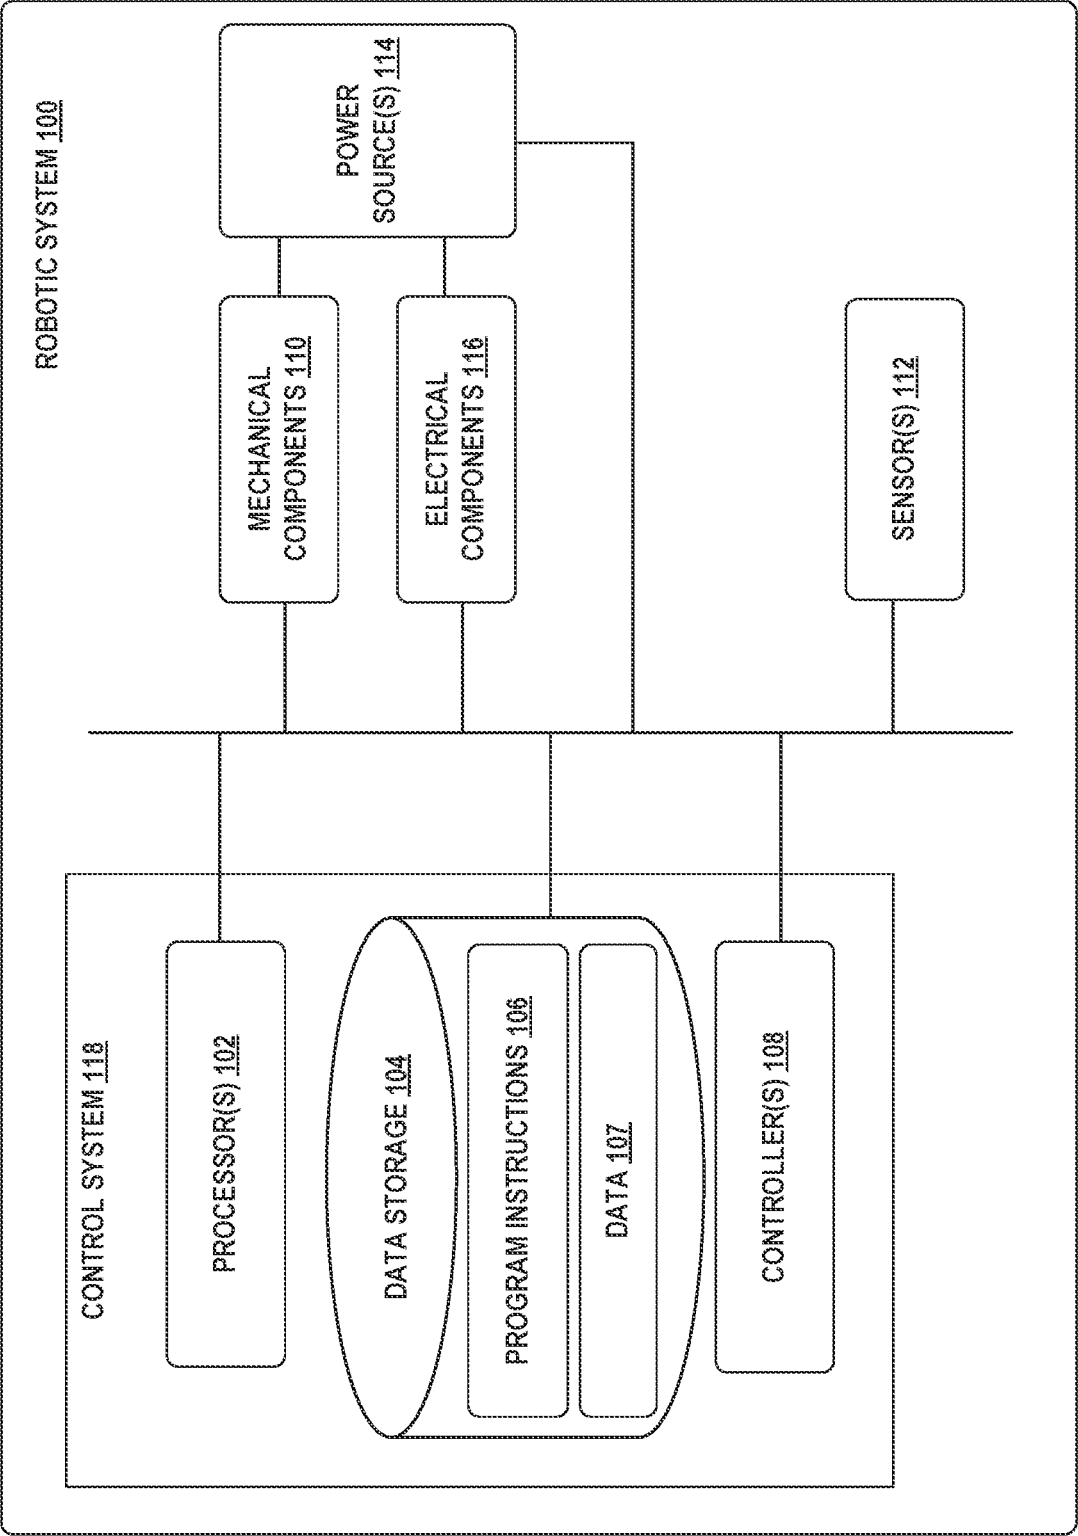 ROBOTIC SYSTEM 100
CONTROL SYSTEM 118
PROCESSOR(S) 102
DATA STORAGE 104
PROGRAM INSTRUCTIONS 106
DATA 107
CONTROLLER(S) 108
MECHANICAL
COMPONENTS 110
ELECTRICAL
COMPONENTS 116
POWER
SOURCE(S) 114
SENSOR(S) 112